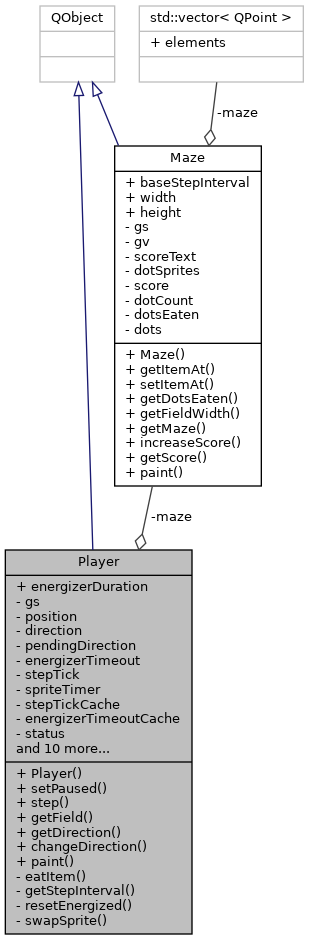 QObject
std::vector< QPoint >
+ elements
-maze
Maze
+ baseStepInterval
+ width
+ height
- gs
- gv
- scoreText
- dotSprites
- score
- dotCount
- dotsEaten
- dots
+ Maze()
+ getItemAt()
+ setItemAt()
+ getDotsEaten()
+ getFieldWidth()
+ getMaze()
+ increaseScore()
+ getScore()
+ paint()
-maze
Player
+ energizerDuration
- gs
- position
- direction
- pendingDirection
- energizerTimeout
- stepTick
- spriteTimer
- stepTickCache
- energizerTimeoutCache
- status
and 10 more...
+ Player()
+ setPaused()
+ step()
+ getField()
+ getDirection()
+ changeDirection()
+ paint()
- eatItem()
- getStepInterval()
- resetEnergized()
- swapSprite()